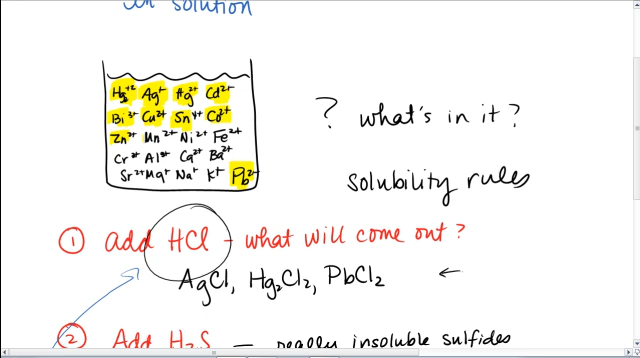 solution
Hg₂⁺² Ag⁺ Hg²⁺ Cd²⁺
Bi³⁺ Cu²⁺ Sn⁴⁺ Co²⁺
Zn²⁺ Mn²⁺ Ni²⁺ Fe²⁺
Cr³⁺ Al³⁺ Ca²⁺ Ba²⁺
Sr²⁺ Mg⁺ Na⁺ K⁺ Pb²⁺
? what's in it?
solubility rules
① add HCl - what will come out?
AgCl, Hg₂Cl₂, PbCl₂ ←
② Add H₂S - really insoluble sulfides